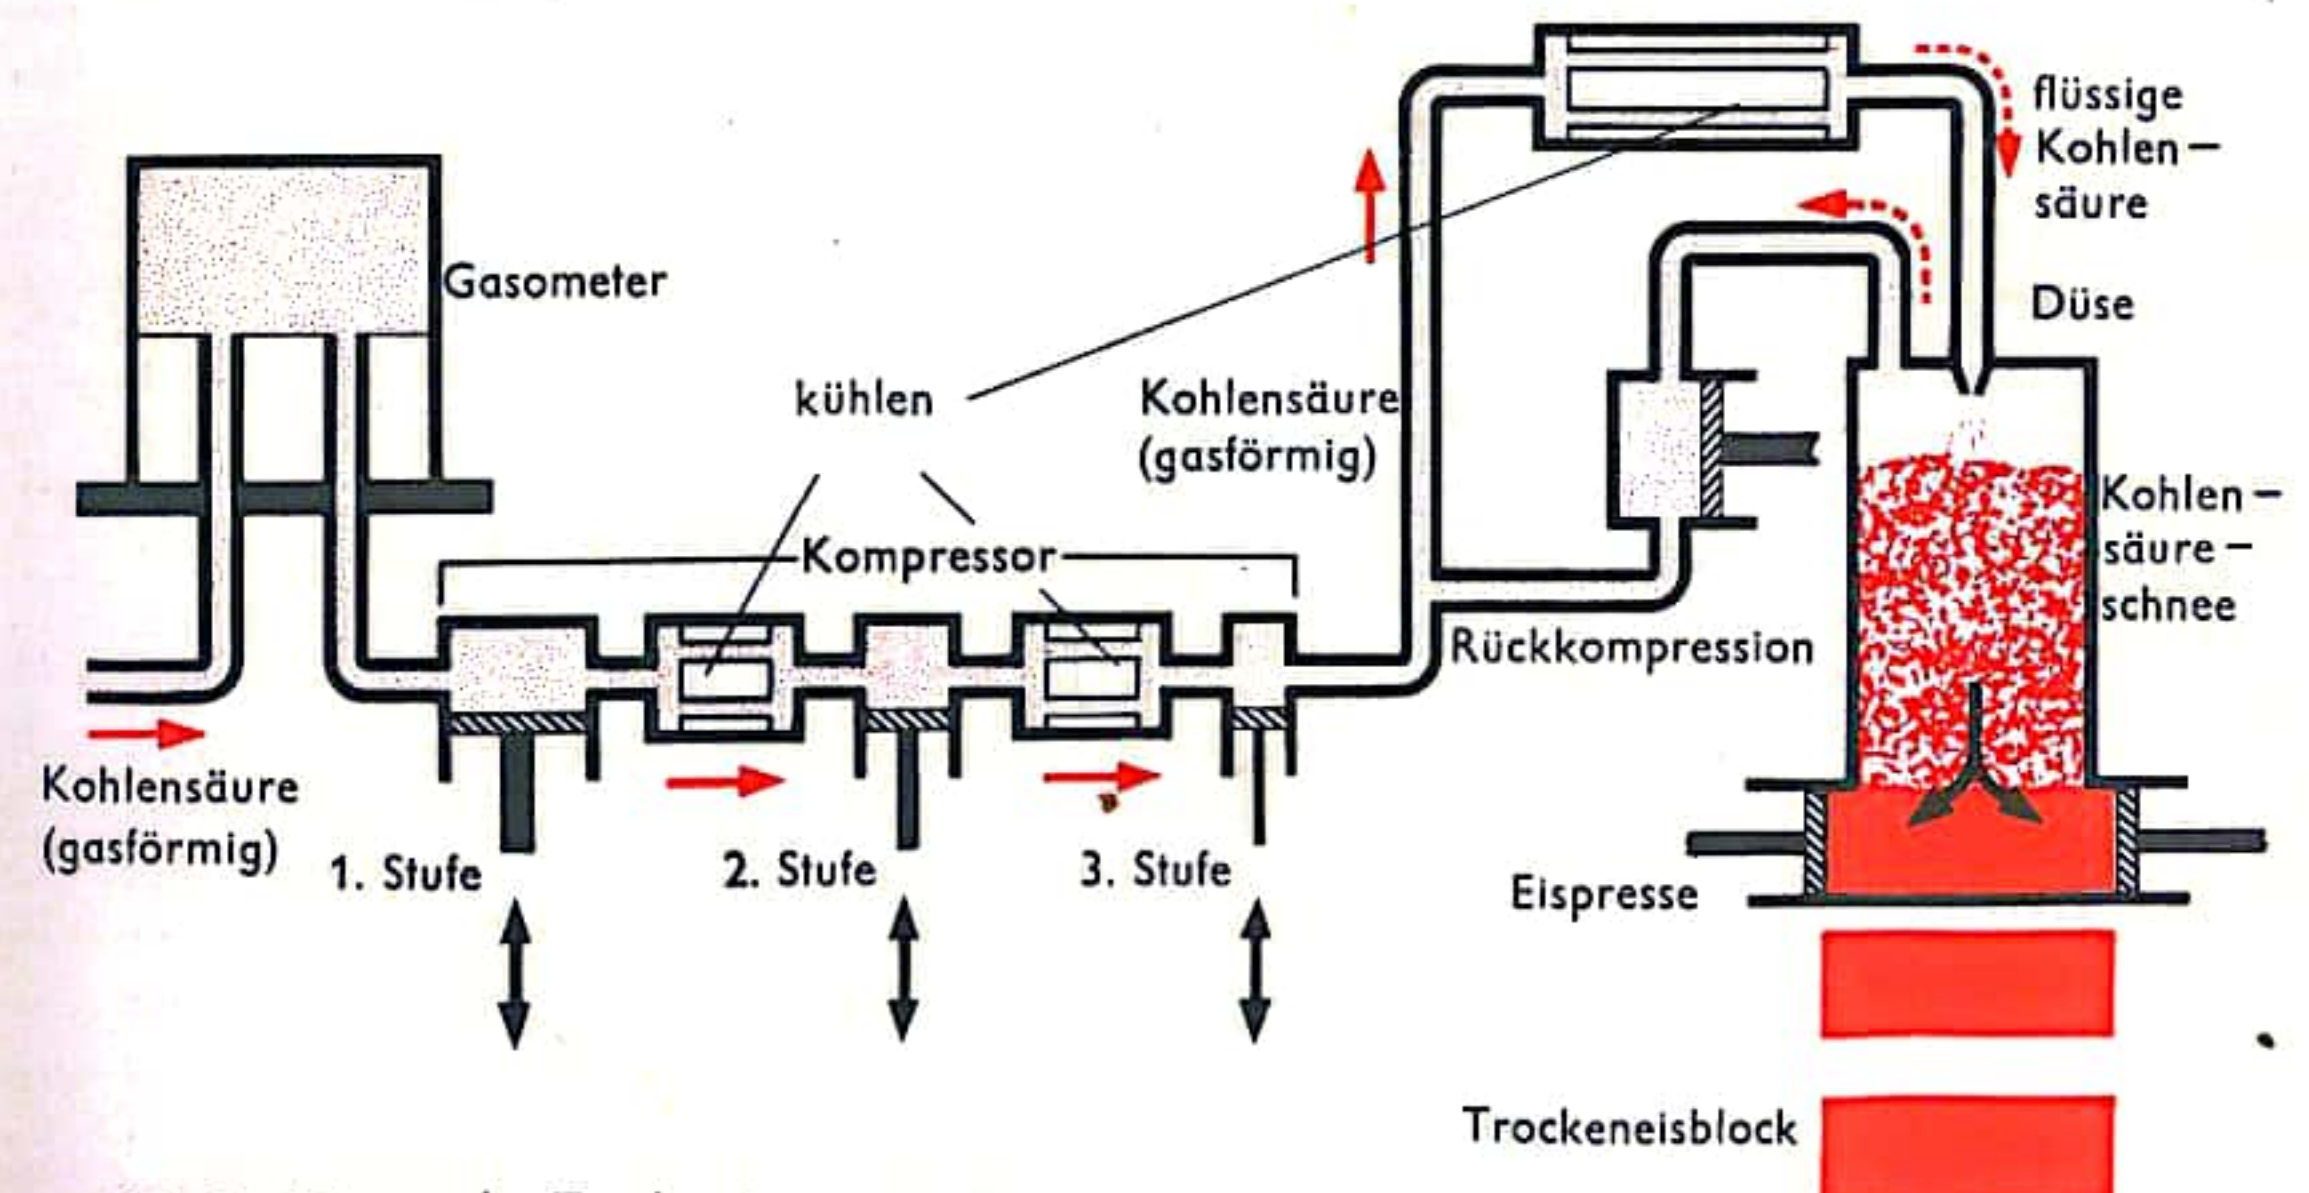 flüssige
Kohlen-
säure
Gasometer
Düse
kühlen
Kohlensäure
(gasförmig)
Kohlen-
säure-
schnee
Kompressor
Rückkompression
Kohlensäure
(gasförmig)
1. Stufe
2. Stufe
3. Stufe
Eispresse
Trockeneisblock